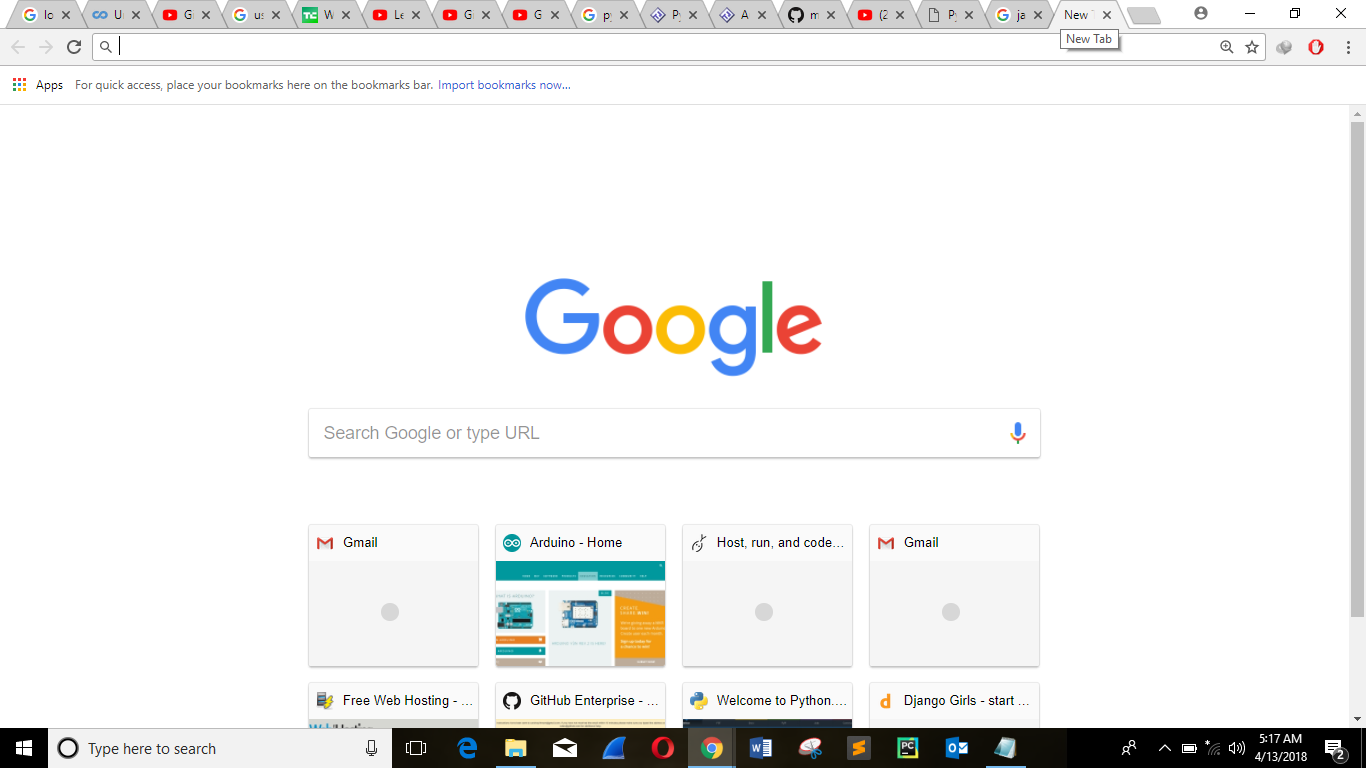 lo
U
G
us
W
Le
G
G
py
Py
A
m
(2
Py
ja
New
New Tab
Apps For quick access, place your bookmarks here on the bookmarks bar. Import bookmarks now...
Google
Search Google or type URL
Gmail
Arduino - Home
Host, run, and code...
Gmail
Free Web Hosting - ...
GitHub Enterprise - ...
Welcome to Python....
Django Girls - start ...
Type here to search
5:17 AM
4/13/2018
2